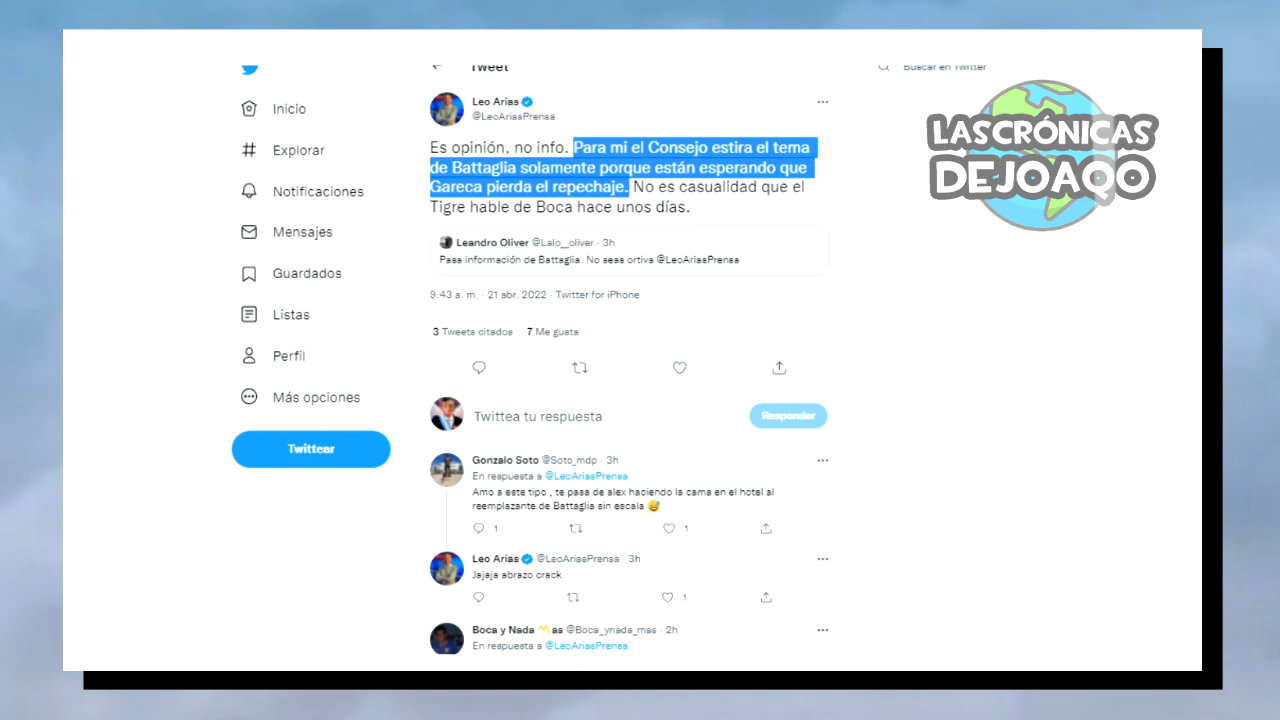 Tweet
Buscar en Twitter
Inicio
Explorar
Notificaciones
Mensajes
Guardados
Listas
Perfil
Más opciones
Twittear
Leo Arias
@LeoAriasPrensa
Es opinión, no info. Para mi el Consejo estira el tema
de Battaglia solamente porque están esperando que
Gareca pierda el repechaje. No es casualidad que el
Tigre hable de Boca hace unos días.
Leandro Oliver @Lalo__oliver · 3h
Pasa información de Battaglia. No seas ortiva @LeoAriasPrensa
9:43 a. m. · 21 abr. 2022 · Twitter for iPhone
3 Tweets citados 7 Me gusta
Twittea tu respuesta
Responder
Gonzalo Soto @Soto_mdp · 3h
En respuesta a @LeoAriasPrensa
Amo a este tipo , te pasa de alex haciendo la cama en el hotel al
reemplazante de Battaglia sin escala 😅
1 1
Leo Arias @LeoAriasPrensa · 3h
Jajaja abrazo crack
1
Boca y Nada 〽️as @Boca_ynada_mas · 2h
En respuesta a @LeoAriasPrensa
LAS CRÓNICAS
DE JOAQO